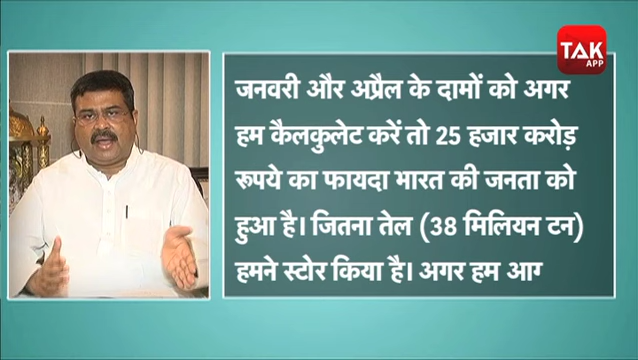 TAK
APP
जनवरी और अप्रैल के दामों को अगर
हम कैलकुलेट करें तो 25 हजार करोड़
रूपये का फायदा भारत की जनता को
हुआ है। जितना तेल (38 मिलियन टन)
हमने स्टोर किया है। अगर हम आग